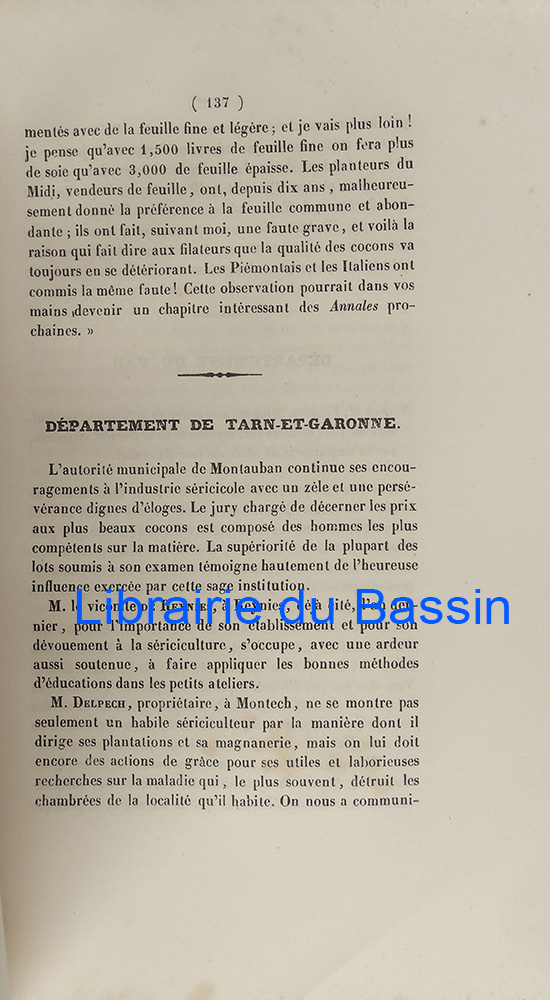 ( 137 )
mentés avec de la feuille fine et légère ; et je vais plus loin !
je pense qu'avec 1,500 livres de feuille fine on fera plus
de soie qu'avec 3,000 de feuille épaisse. Les planteurs du
Midi, vendeurs de feuille, ont, depuis dix ans, malheureu-
sement donné la préférence à la feuille commune et abon-
dante ; ils ont fait, suivant moi, une faute grave, et voilà la
raison qui fait dire aux filateurs que la qualité des cocons va
toujours en se détériorant. Les Piémontais et les Italiens ont
commis la même faute ! Cette observation pourrait dans vos
mains devenir un chapitre intéressant des Annales pro-
chaines. »
DÉPARTEMENT DE TARN-ET-GARONNE.
L'autorité municipale de Montauban continue ses encou-
ragements à l'industrie séricicole avec un zèle et une persé-
vérance dignes d'éloges. Le jury chargé de décerner les prix
aux plus beaux cocons est composé des hommes les plus
compétents sur la matière. La supériorité de la plupart des
lots soumis à son examen témoigne hautement de l'heureuse
influence exercée par cette sage institution.
M. le vicomte DE REYNIES, à Reynies, déjà cité, l'an der-
nier, pour l'importance de son établissement et pour son
dévouement à la sériciculture, s'occupe, avec une ardeur
aussi soutenue, à faire appliquer les bonnes méthodes
d'éducations dans les petits ateliers.
M. DELPECH, propriétaire, à Montech, ne se montre pas
seulement un habile sériciculteur par la manière dont il
dirige ses plantations et sa magnanerie, mais on lui doit
encore des actions de grâce pour ses utiles et laborieuses
recherches sur la maladie qui, le plus souvent, détruit les
chambrées de la localité qu'il habite. On nous a communi-
Librairie du Bassin